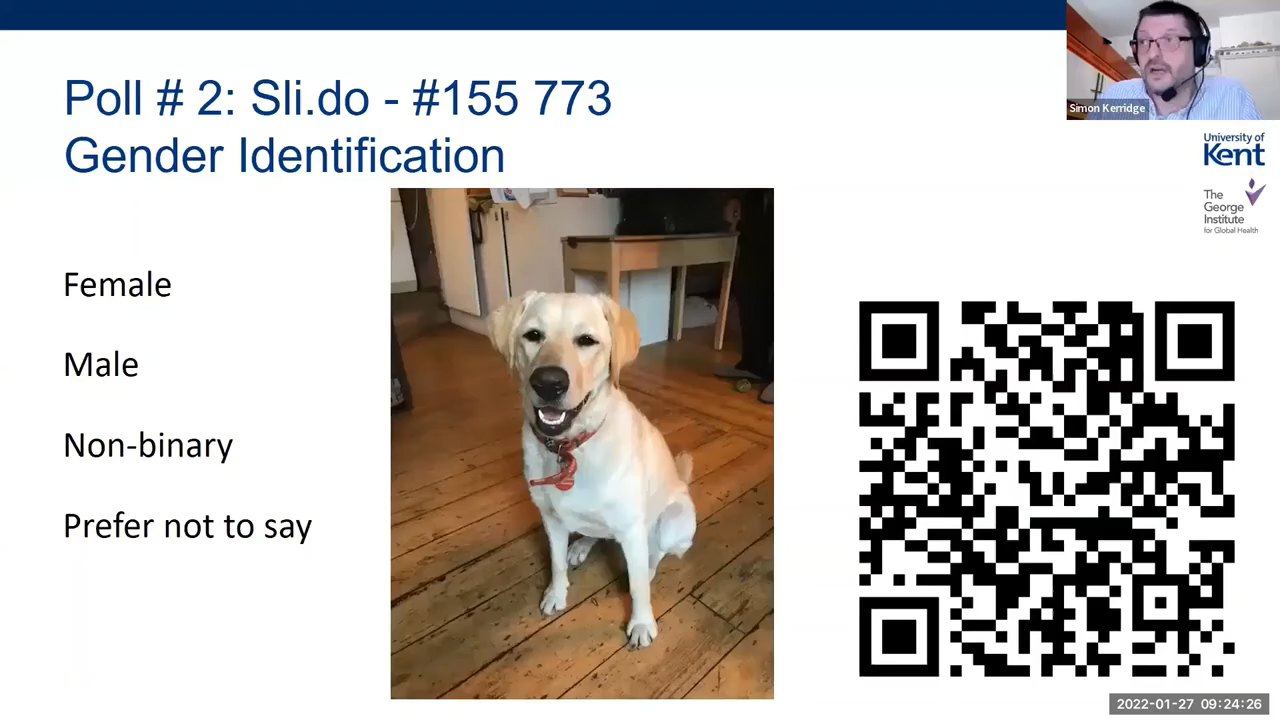 Poll # 2: Sli.do - #155 773
Gender Identification
Simon Kerridge
University of
Kent
The
George
Institute
for Global Health
Female
Male
Non-binary
Prefer not to say
2022-01-27 09:24:26